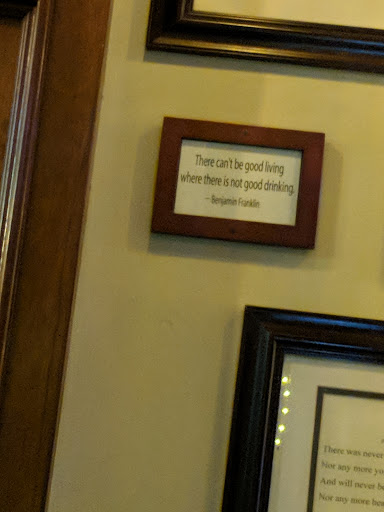 There can't be good living
where there is not good drinking.
— Benjamin Franklin
There was never
Nor any more yo
And will never be
Nor any more